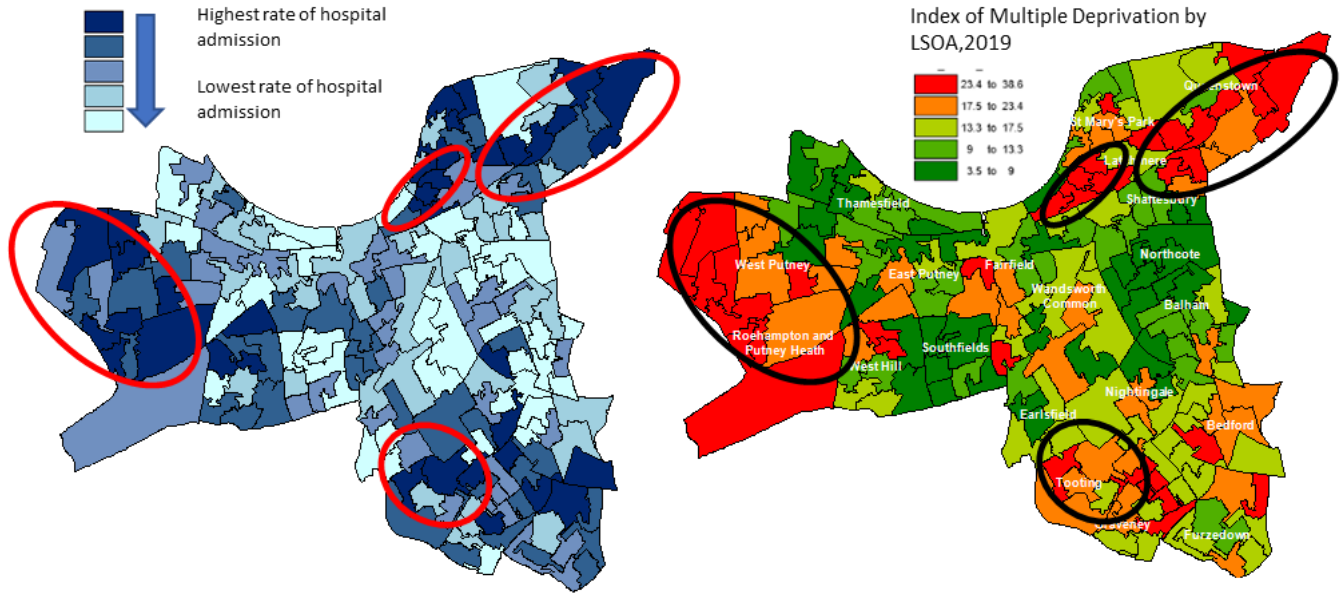 Highest rate of hospital
admission
Lowest rate of hospital
admission
Index of Multiple Deprivation by
LSOA,2019
23.4 to 38.6
17.5 to 23.4
13.3 to 17.5
9 to 13.3
3.5 to 9
Queenstown
St Mary's Park
Latchmere
Shaftesbury
Thamesfield
Northcote
West Putney
East Putney
Fairfield
Wandsworth
Common
Balham
Roehampton and
Putney Heath
Southfields
West Hill
Nightingale
Earlsfield
Bedford
Tooting
Graveney
Furzedown